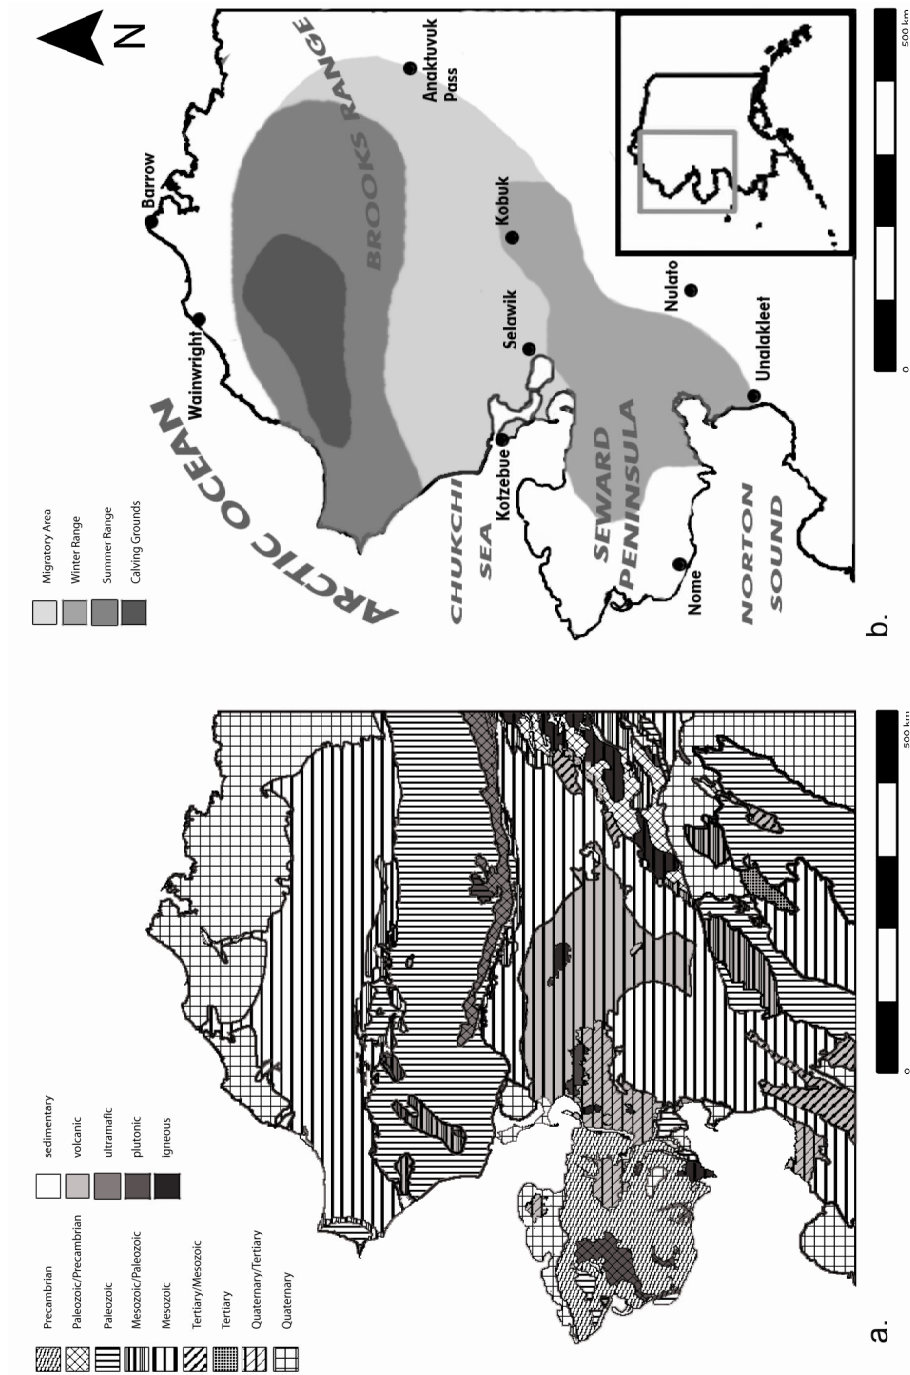 Precambrian
Paleozoic/Precambrian
Paleozoic
Mesozoic/Paleozoic
Mesozoic
Tertiary/Mesozoic
Tertiary
Quaternary/Tertiary
Quaternary
sedimentary
volcanic
ultramafic
plutonic
igneous
0
500 km
a.
Migratory Area
Winter Range
Summer Range
Calving Grounds
N
ARCTIC OCEAN
Barrow
Wainwright
BROOKS RANGE
Anaktuvuk
Pass
CHUKCHI
SEA
Kotzebue
Selawik
Kobuk
SEWARD
PENINSULA
Nome
Nulato
Unalakleet
NORTON
SOUND
0
500 km
b.